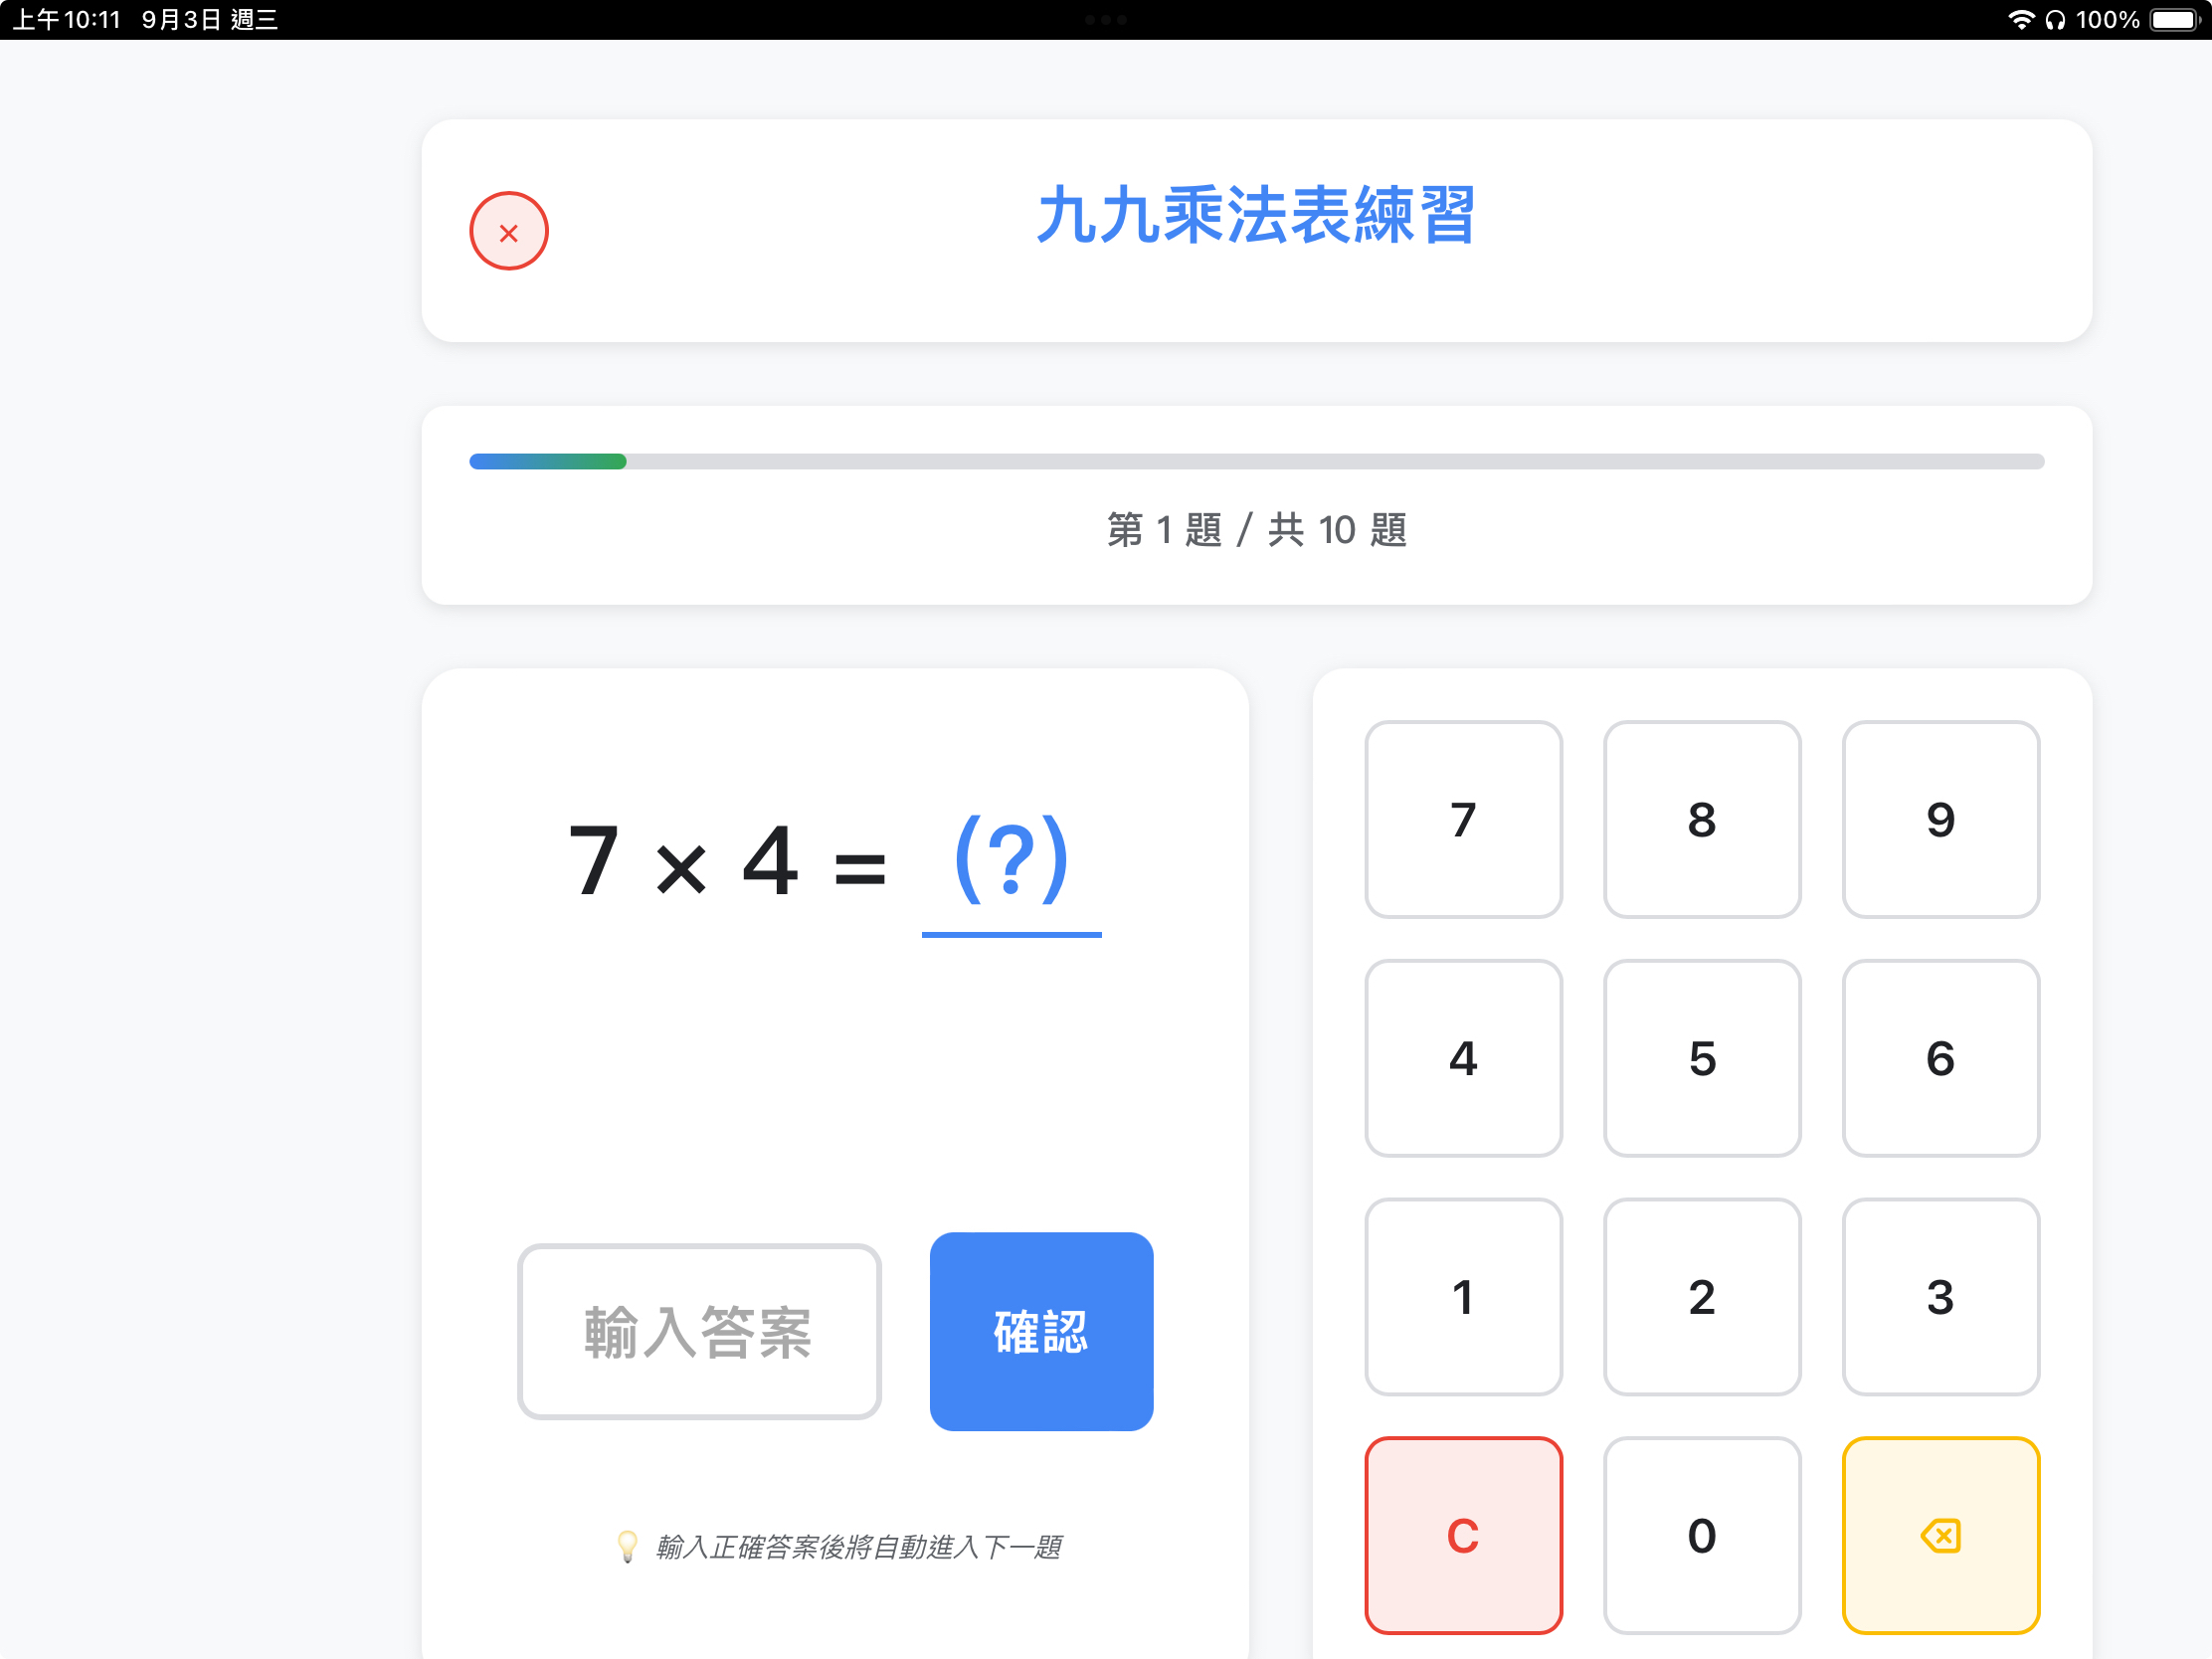 上午10:11 9月3日 週三
100%
×
九九乘法表練習
第 1 題 / 共 10 題
7 × 4 = (?)
輸入答案
確認
輸入正確答案後將自動進入下一題
7 8 9
4 5 6
1 2 3
C 0